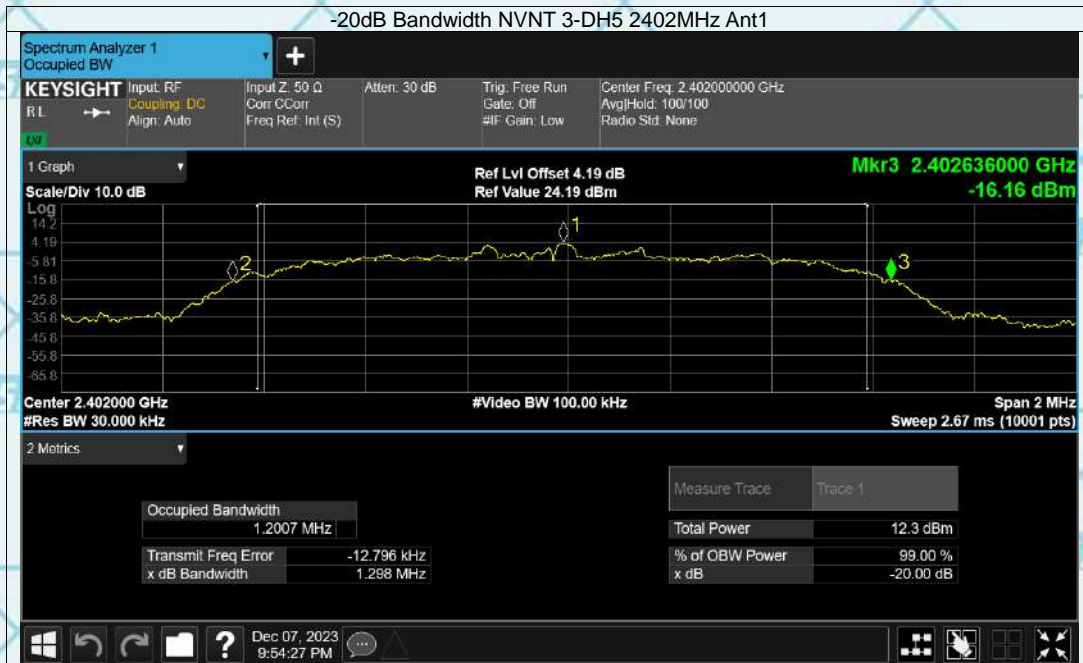 -20dB Bandwidth NVNT 3-DH5 2402MHz Ant1
Spectrum Analyzer 1
Occupied BW
+
KEYSIGHT
R L
LXI
Input: RF
Coupling: DC
Align: Auto
Input Z: 50 Ω
Corr CCorr
Freq Ref: Int (S)
Atten: 30 dB
Trig: Free Run
Gate: Off
#IF Gain: Low
Center Freq: 2.402000000 GHz
Avg|Hold: 100/100
Radio Std: None
1 Graph
Scale/Div 10.0 dB
Ref Lvl Offset 4.19 dB
Ref Value 24.19 dBm
Mkr3 2.402636000 GHz
-16.16 dBm
Log
14.2
4.19
-5.81
-15.8
-25.8
-35.8
-45.8
-55.8
-65.8
1
2
3
Center 2.402000 GHz
#Video BW 100.00 kHz
Span 2 MHz
#Res BW 30.000 kHz
Sweep 2.67 ms (10001 pts)
2 Metrics
Measure Trace
Trace 1
Occupied Bandwidth
1.2007 MHz
Total Power
12.3 dBm
Transmit Freq Error
-12.796 kHz
% of OBW Power
99.00 %
x dB Bandwidth
1.298 MHz
x dB
-20.00 dB
?
Dec 07, 2023
9:54:27 PM